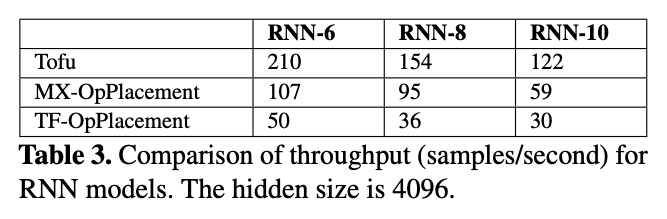 RNN-6 RNN-8 RNN-10
Tofu 210 154 122
MX-OpPlacement 107 95 59
TF-OpPlacement 50 36 30
Table 3. Comparison of throughput (samples/second) for
RNN models. The hidden size is 4096.